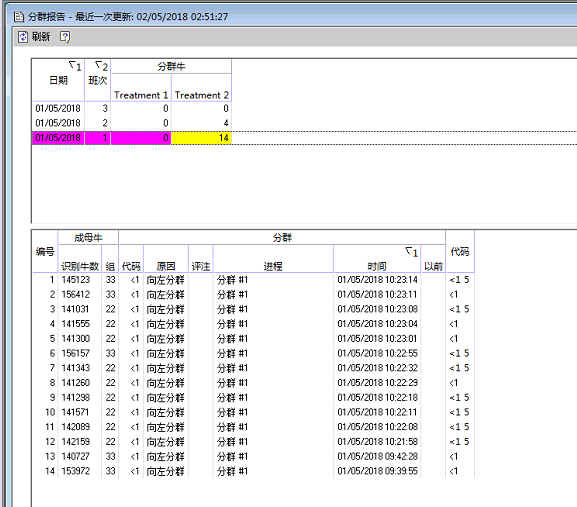 分群报告 - 最近一次更新: 02/05/2018 02:51:27
刷新
日期 1 班次 2 分群牛
Treatment 1 Treatment 2
01/05/2018 3 0 0
01/05/2018 2 0 4
01/05/2018 1 0 14
编号 成母牛 分群 代码
识别牛数 组 代码 原因 评注 进程 时间 1 以前
1 145123 33 <1 向左分群 分群 #1 01/05/2018 10:23:14 <1 5
2 156412 33 <1 向左分群 分群 #1 01/05/2018 10:23:11 <1
3 141031 22 <1 向左分群 分群 #1 01/05/2018 10:23:08 <1 5
4 141555 22 <1 向左分群 分群 #1 01/05/2018 10:23:04 <1
5 141300 22 <1 向左分群 分群 #1 01/05/2018 10:23:01 <1
6 156157 33 <1 向左分群 分群 #1 01/05/2018 10:22:55 <1 5
7 141343 22 <1 向左分群 分群 #1 01/05/2018 10:22:32 <1 5
8 141260 22 <1 向左分群 分群 #1 01/05/2018 10:22:29 <1
9 141298 22 <1 向左分群 分群 #1 01/05/2018 10:22:18 <1 5
10 141571 22 <1 向左分群 分群 #1 01/05/2018 10:22:11 <1 5
11 142089 22 <1 向左分群 分群 #1 01/05/2018 10:22:08 <1 5
12 142159 22 <1 向左分群 分群 #1 01/05/2018 10:21:58 <1 5
13 140727 33 <1 向左分群 分群 #1 01/05/2018 09:42:28 <1
14 153972 33 <1 向左分群 分群 #1 01/05/2018 09:39:55 <1